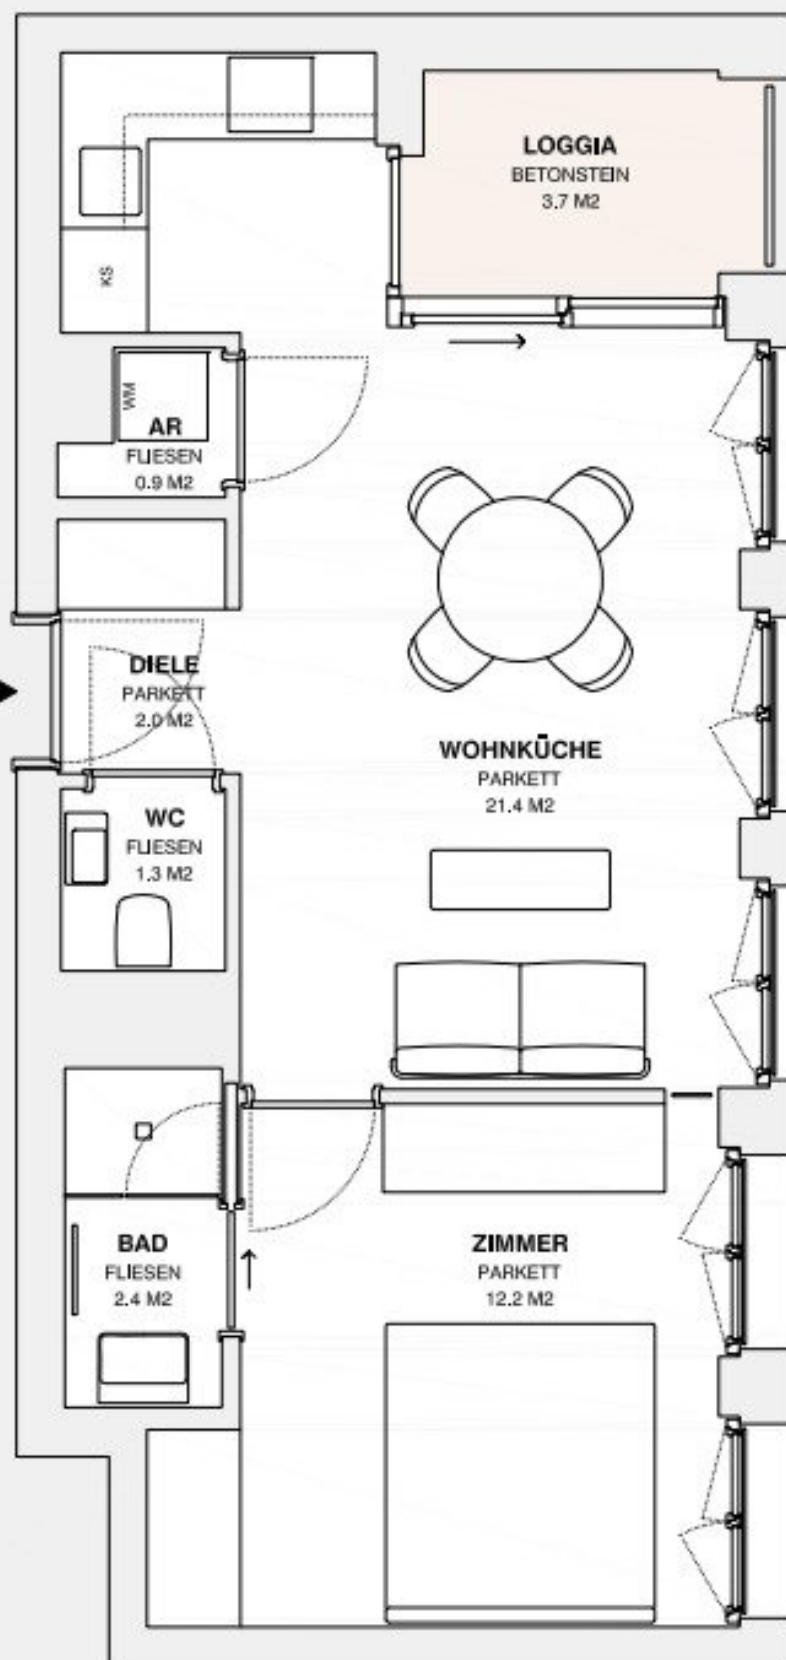 LOGGIA
BETONSTEIN
3.7 M2
KS
WM
AR
FLIESEN
0.9 M2
DIELE
PARKETT
2.0 M2
WOHNKÜCHE
PARKETT
21.4 M2
WC
FLIESEN
1.3 M2
BAD
FLIESEN
2.4 M2
ZIMMER
PARKETT
12.2 M2